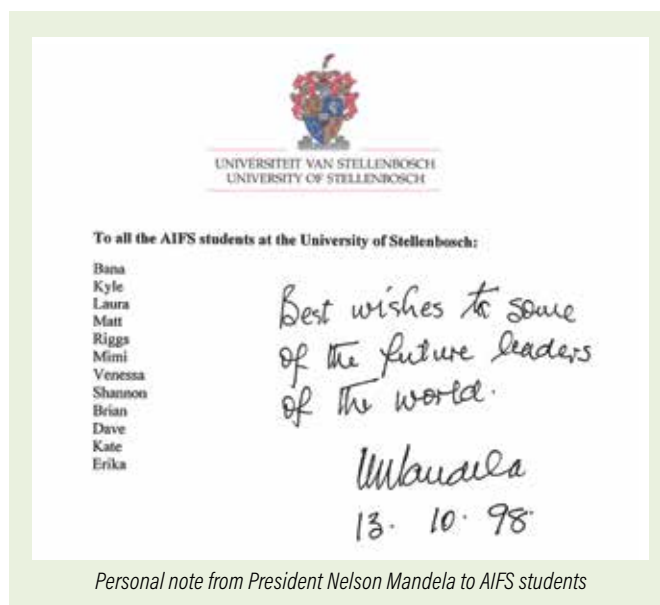 UNIVERSITEIT VAN STELLENBOSCH
UNIVERSITY OF STELLENBOSCH
To all the AIFS students at the University of Stellenbosch:
Bana
Kyle
Laura
Matt
Riggs
Mimi
Venessa
Shannon
Brian
Dave
Kate
Erika
Best wishes to some
of the future leaders
of the world.
NMandela
13. 10. 98
Personal note from President Nelson Mandela to AIFS students